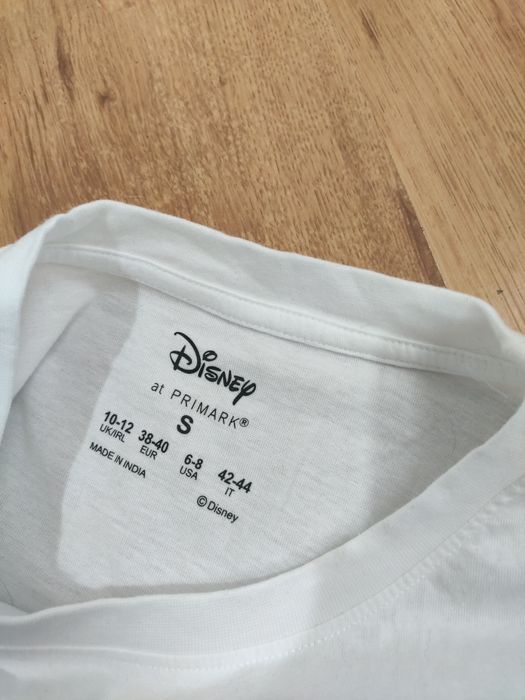 Disney
at PRIMARK®
S
10-12 38-40 6-8 42-44
UK/IRL EUR USA IT
MADE IN INDIA
©Disney